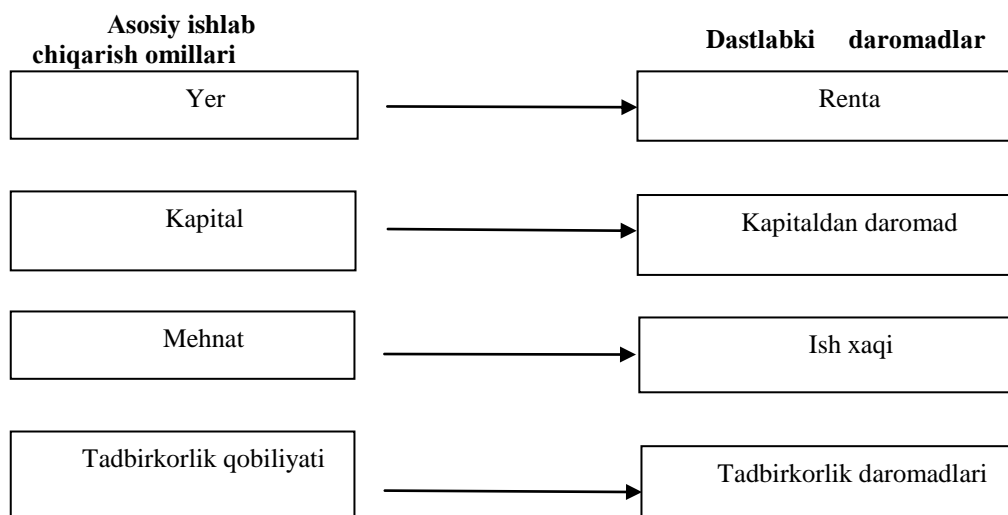 Asosiy ishlab
chiqarish omillari
Dastlabki daromadlar
Yer
Renta
Kapital
Kapitaldan daromad
Mehnat
Ish xaqi
Tadbirkorlik qobiliyati
Tadbirkorlik daromadlari